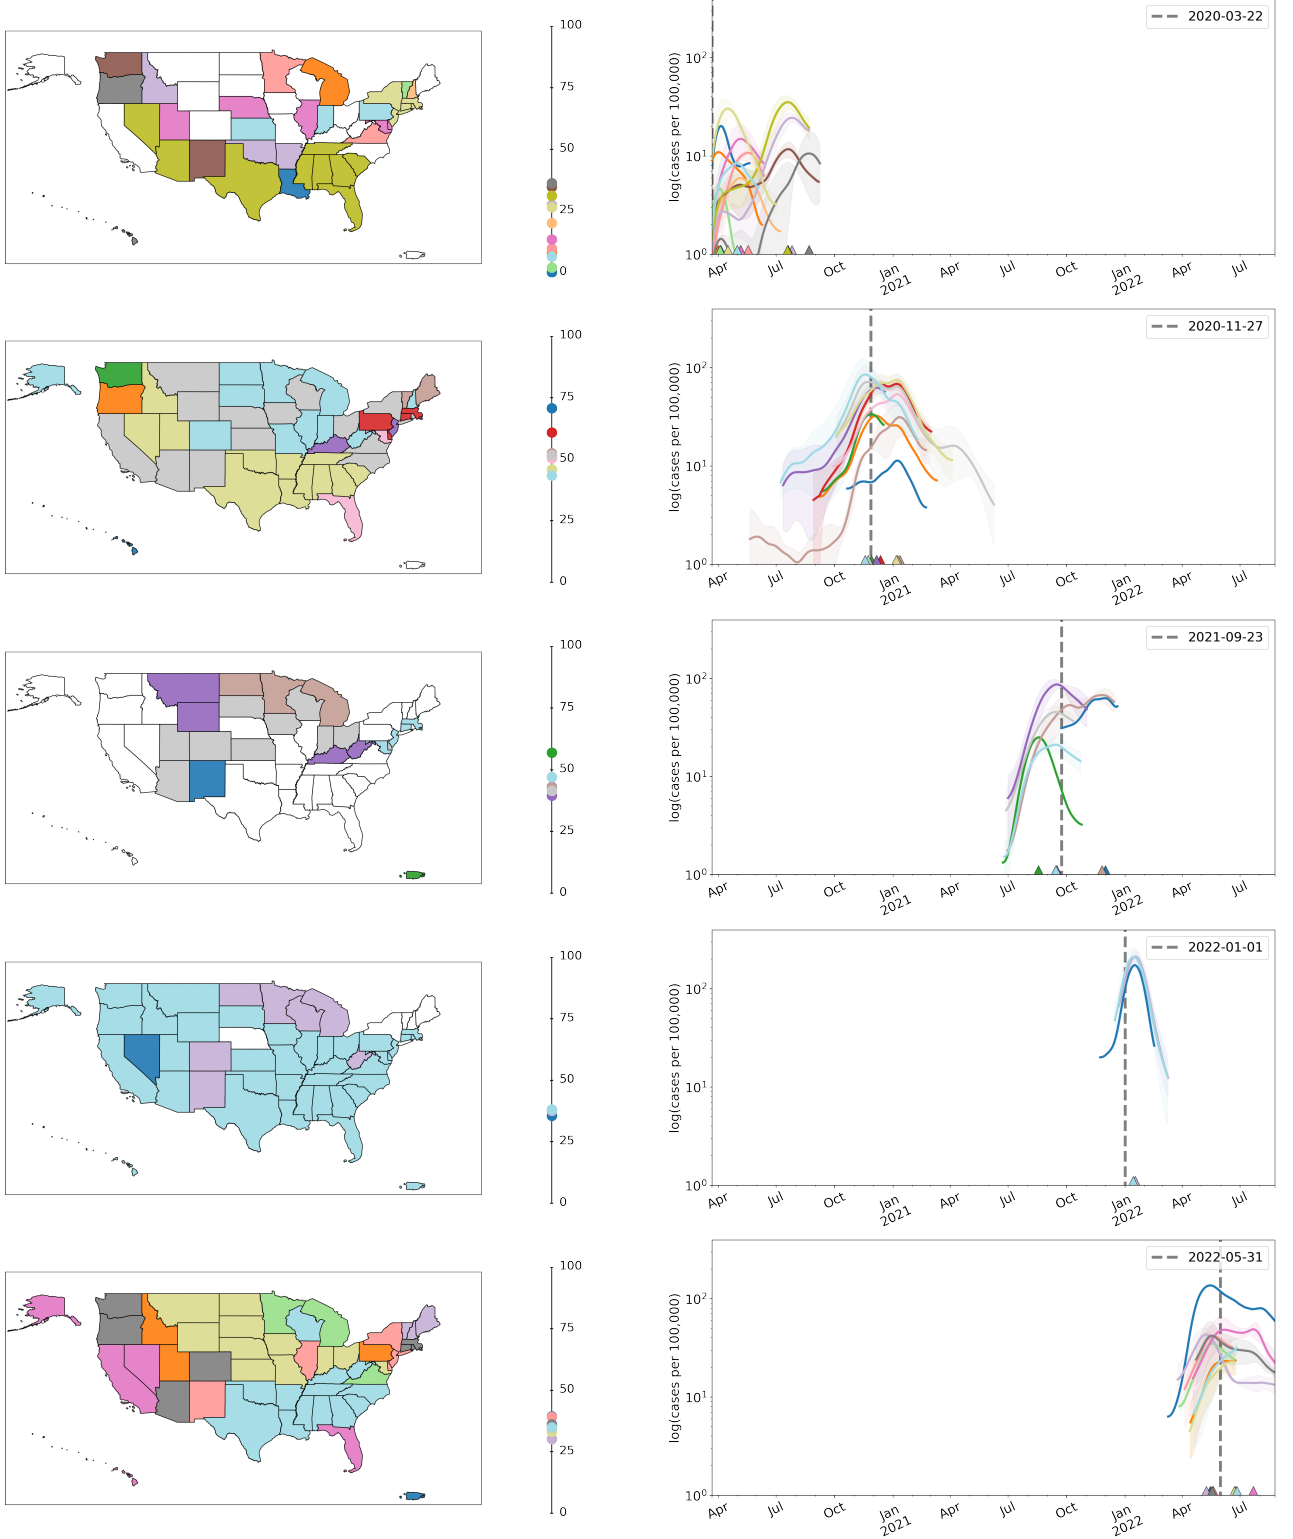 100
75
50
25
0
log(cases per 100,000)
10²
10¹
10⁰
2020-03-22
Apr
Jul
Oct
Jan
2021
Apr
Jul
Oct
Jan
2022
Apr
Jul
100
75
50
25
0
log(cases per 100,000)
10²
10¹
10⁰
2020-11-27
Apr
Jul
Oct
Jan
2021
Apr
Jul
Oct
Jan
2022
Apr
Jul
100
75
50
25
0
log(cases per 100,000)
10²
10¹
10⁰
2021-09-23
Apr
Jul
Oct
Jan
2021
Apr
Jul
Oct
Jan
2022
Apr
Jul
100
75
50
25
0
log(cases per 100,000)
10²
10¹
10⁰
2022-01-01
Apr
Jul
Oct
Jan
2021
Apr
Jul
Oct
Jan
2022
Apr
Jul
100
75
50
25
0
log(cases per 100,000)
10²
10¹
10⁰
2022-05-31
Apr
Jul
Oct
Jan
2021
Apr
Jul
Oct
Jan
2022
Apr
Jul